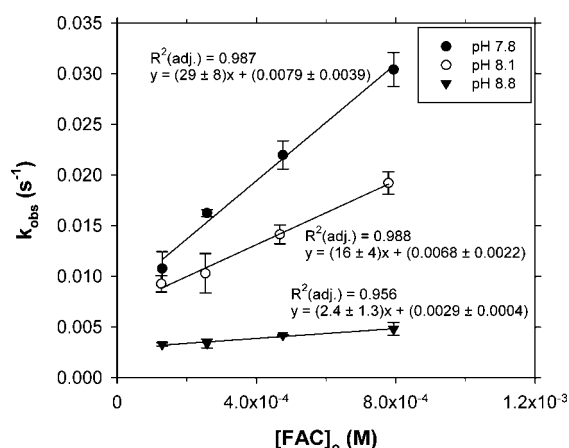 R²(adj.) = 0.987
y = (29 ± 8)x + (0.0079 ± 0.0039)
pH 7.8
pH 8.1
pH 8.8
0.035
0.030
0.025
0.020
0.015
0.010
0.005
0.000
k_obs (s⁻¹)
R²(adj.) = 0.988
y = (16 ± 4)x + (0.0068 ± 0.0022)
R²(adj.) = 0.956
y = (2.4 ± 1.3)x + (0.0029 ± 0.0004)
0
4.0x10⁻⁴
8.0x10⁻⁴
1.2x10⁻³
[FAC]₀ (M)